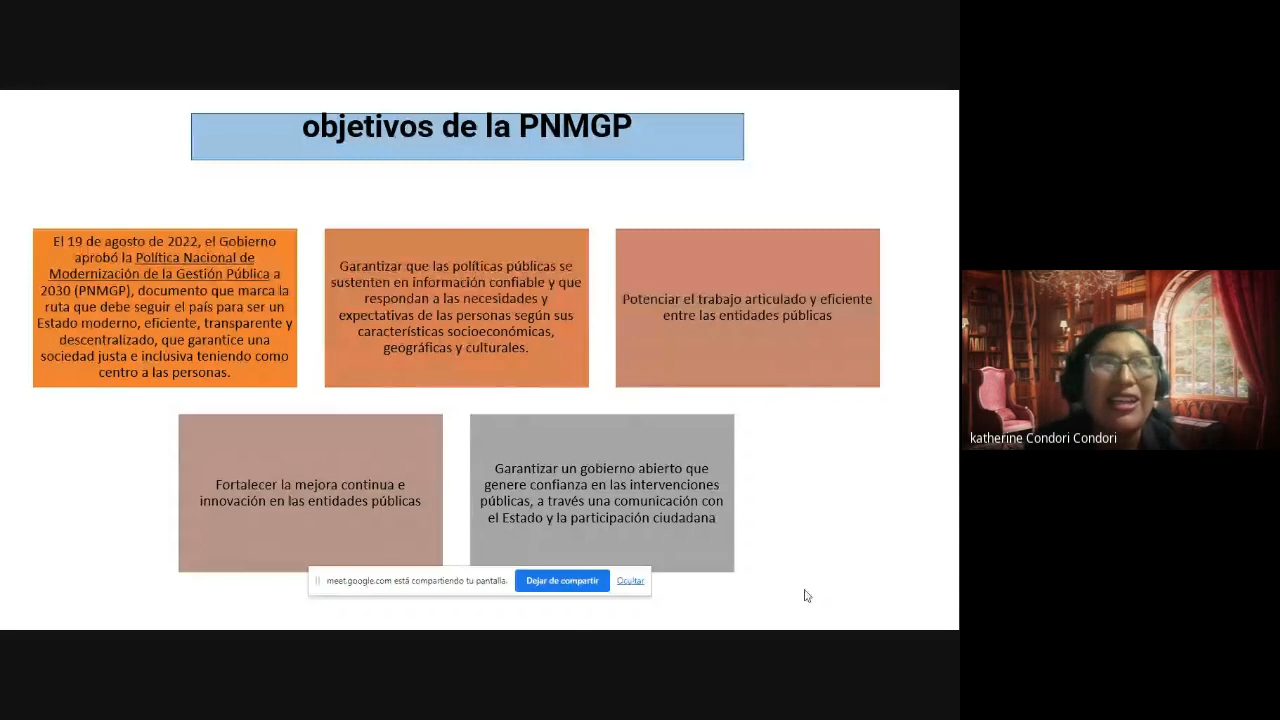 objetivos de la PNMGP
El 19 de agosto de 2022, el Gobierno
aprobó la Política Nacional de
Modernización de la Gestión Pública a
2030 (PNMGP), documento que marca la
ruta que debe seguir el país para ser un
Estado moderno, eficiente, transparente y
descentralizado, que garantice una
sociedad justa e inclusiva teniendo como
centro a las personas.
Garantizar que las políticas públicas se
sustenten en información confiable y que
respondan a las necesidades y
expectativas de las personas según sus
características socioeconómicas,
geográficas y culturales.
Potenciar el trabajo articulado y eficiente
entre las entidades públicas
Fortalecer la mejora continua e
innovación en las entidades públicas
Garantizar un gobierno abierto que
genere confianza en las intervenciones
públicas, a través una comunicación con
el Estado y la participación ciudadana
meet.google.com está compartiendo tu pantalla.
Dejar de compartir
Ocultar
katherine Condori Condori